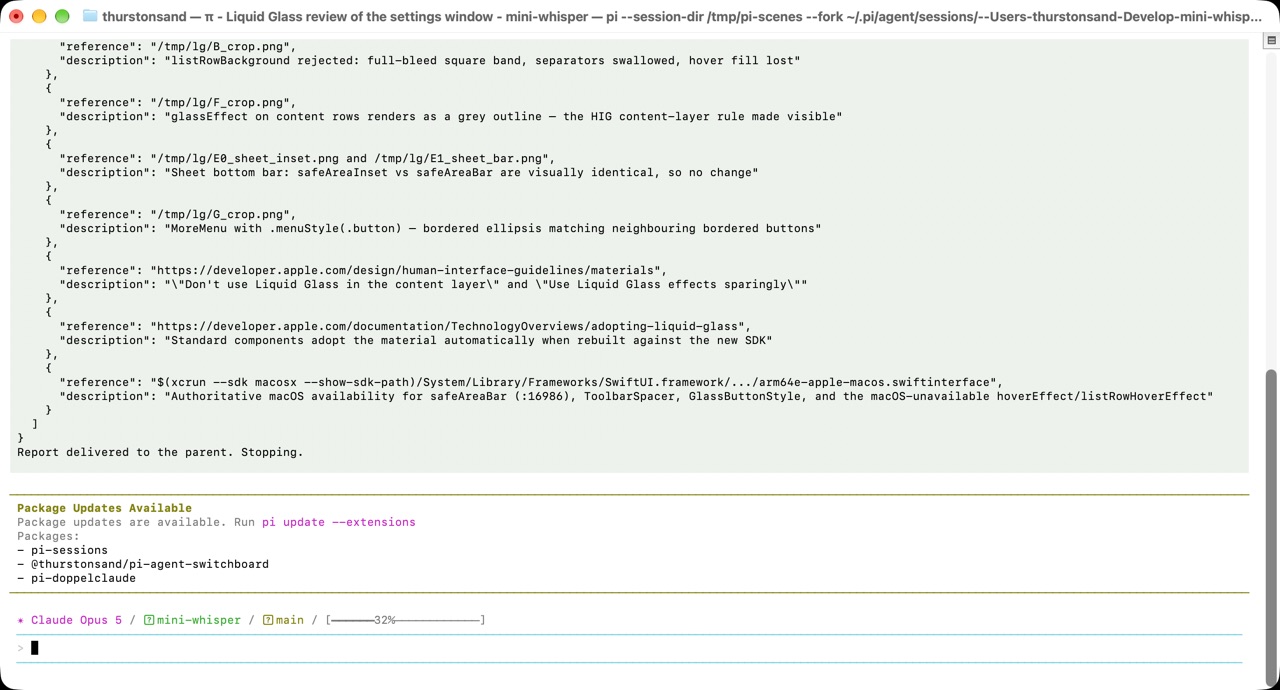 thurstonsand — π - Liquid Glass review of the settings window - mini-whisper — pi --session-dir /tmp/pi-scenes --fork ~/.pi/agent/sessions/--Users-thurstonsand-Develop-mini-whisp...
"reference": "/tmp/lg/B_crop.png",
"description": "listRowBackground rejected: full-bleed square band, separators swallowed, hover fill lost"
},
{
"reference": "/tmp/lg/F_crop.png",
"description": "glassEffect on content rows renders as a grey outline — the HIG content-layer rule made visible"
},
{
"reference": "/tmp/lg/E0_sheet_inset.png and /tmp/lg/E1_sheet_bar.png",
"description": "Sheet bottom bar: safeAreaInset vs safeAreaBar are visually identical, so no change"
},
{
"reference": "/tmp/lg/G_crop.png",
"description": "MoreMenu with .menuStyle(.button) — bordered ellipsis matching neighbouring bordered buttons"
},
{
"reference": "https://developer.apple.com/design/human-interface-guidelines/materials",
"description": "\"Don't use Liquid Glass in the content layer\" and \"Use Liquid Glass effects sparingly\""
},
{
"reference": "https://developer.apple.com/documentation/TechnologyOverviews/adopting-liquid-glass",
"description": "Standard components adopt the material automatically when rebuilt against the new SDK"
},
{
"reference": "$(xcrun --sdk macosx --show-sdk-path)/System/Library/Frameworks/SwiftUI.framework/.../arm64e-apple-macos.swiftinterface",
"description": "Authoritative macOS availability for safeAreaBar (:16986), ToolbarSpacer, GlassButtonStyle, and the macOS-unavailable hoverEffect/listRowHoverEffect"
}
]
}
Report delivered to the parent. Stopping.
Package Updates Available
Package updates are available. Run pi update --extensions
Packages:
- pi-sessions
- @thurstonsand/pi-agent-switchboard
- pi-doppelclaude
✶ Claude Opus 5 / [?]mini-whisper / [?]main / [━━━━━━32%──────────────]
>